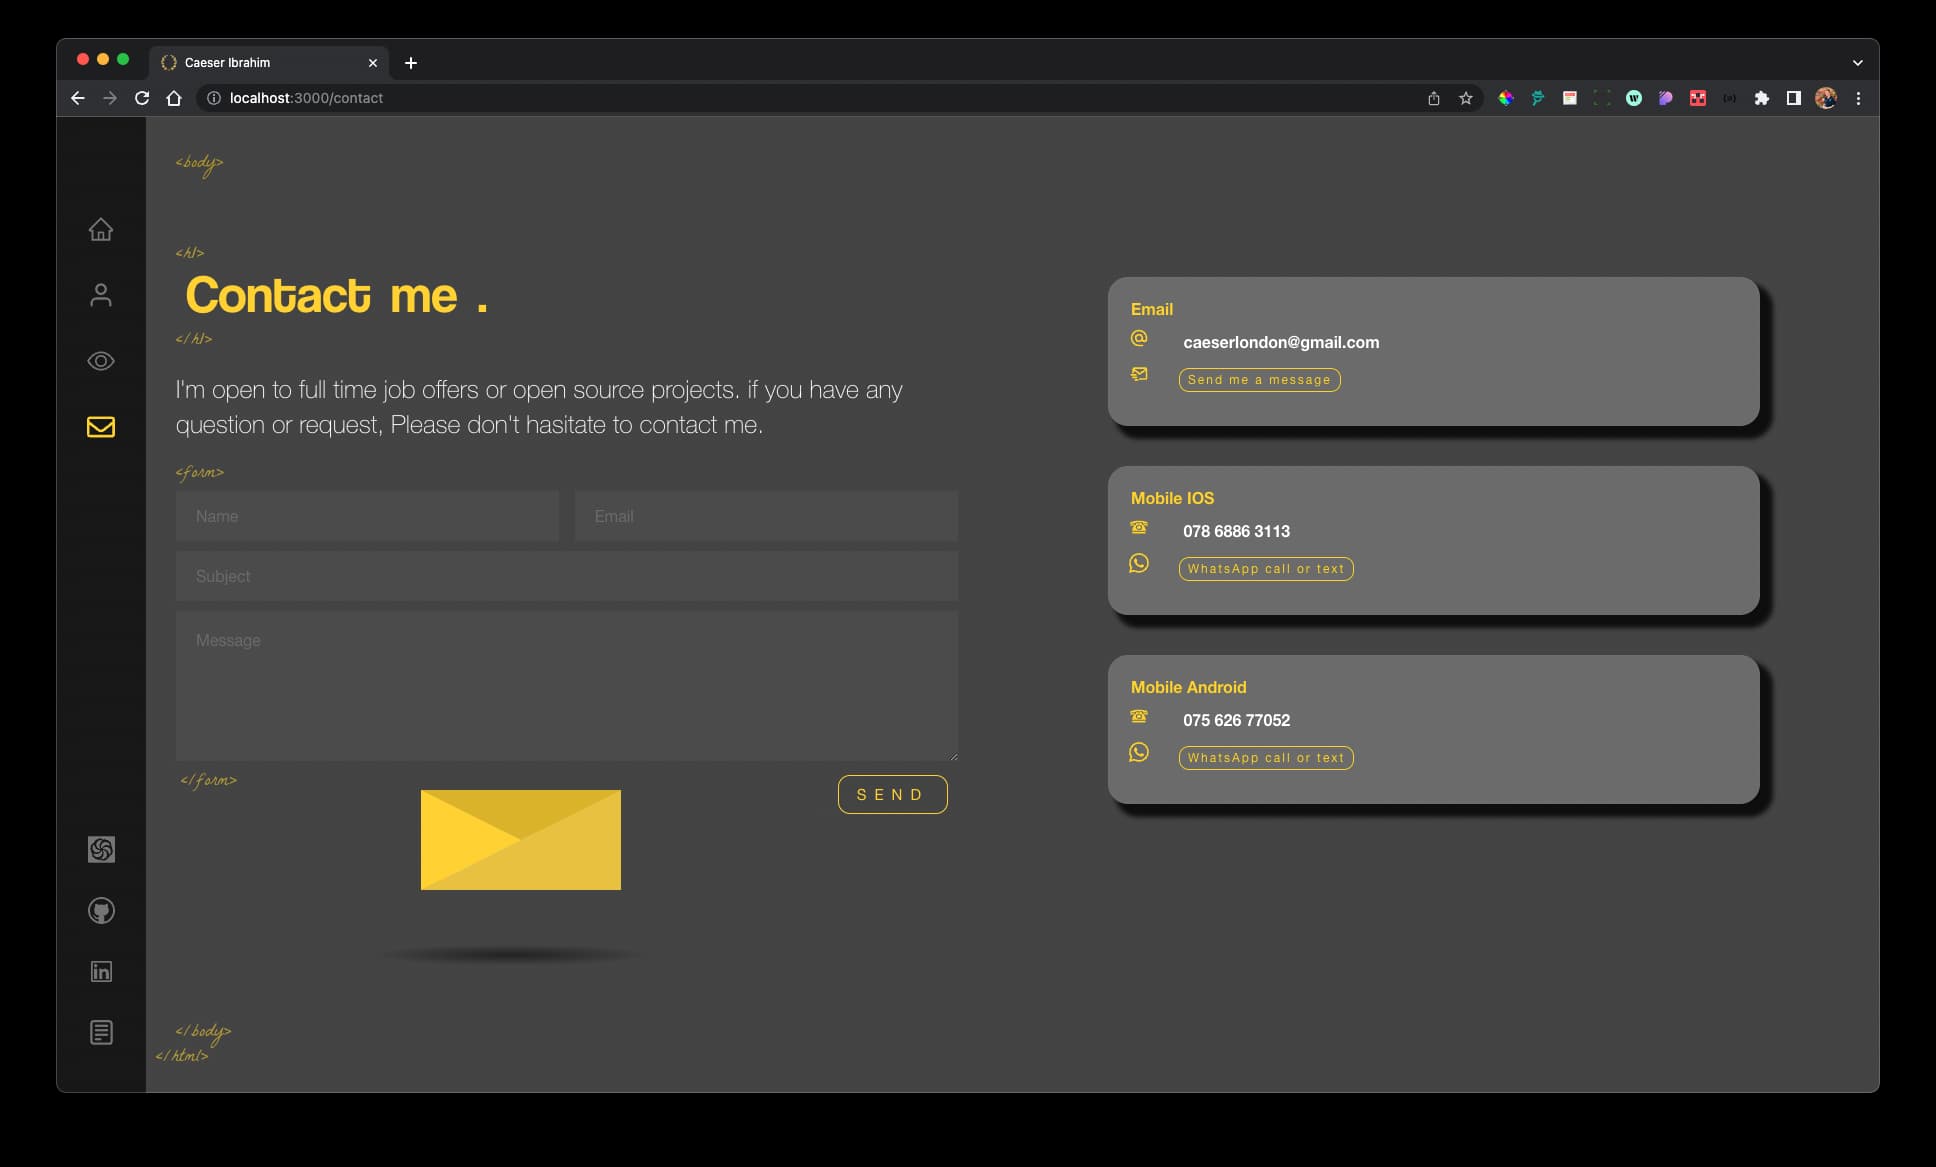 Caeser Ibrahim
localhost:3000/contact
<body>
<h1>
Contact me .
</h1>
I'm open to full time job offers or open source projects. if you have any
question or request, Please don't hasitate to contact me.
<form>
Name
Email
Subject
Message
</form>
SEND
</body>
</html>
Email
caeserlondon@gmail.com
Send me a message
Mobile IOS
078 6886 3113
WhatsApp call or text
Mobile Android
075 626 77052
WhatsApp call or text